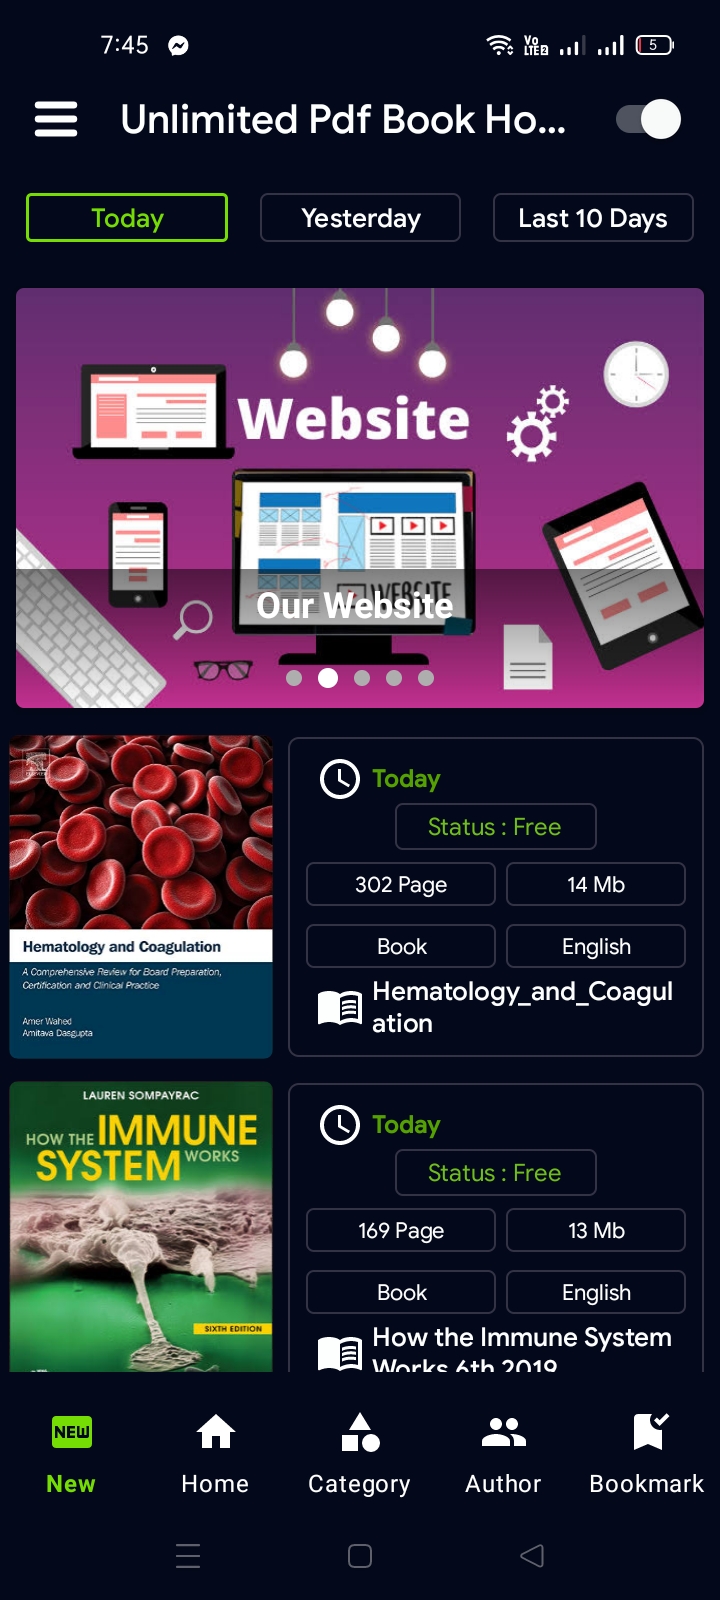 7:45
Vo
LTE2
5
Unlimited Pdf Book Ho...
Today
Yesterday
Last 10 Days
Website
WEBSITE
Our Website
Hematology and Coagulation
A Comprehensive Review for Board Preparation,
Certification and Clinical Practice
Amer Wahed
Amitava Dasgupta
Today
Status : Free
302 Page
14 Mb
Book
English
Hematology_and_Coagul
ation
LAUREN SOMPAYRAC
HOW THE IMMUNE
SYSTEM WORKS
SIXTH EDITION
Today
Status : Free
169 Page
13 Mb
Book
English
How the Immune System
Works 6th 2019
NEW
New
Home
Category
Author
Bookmark